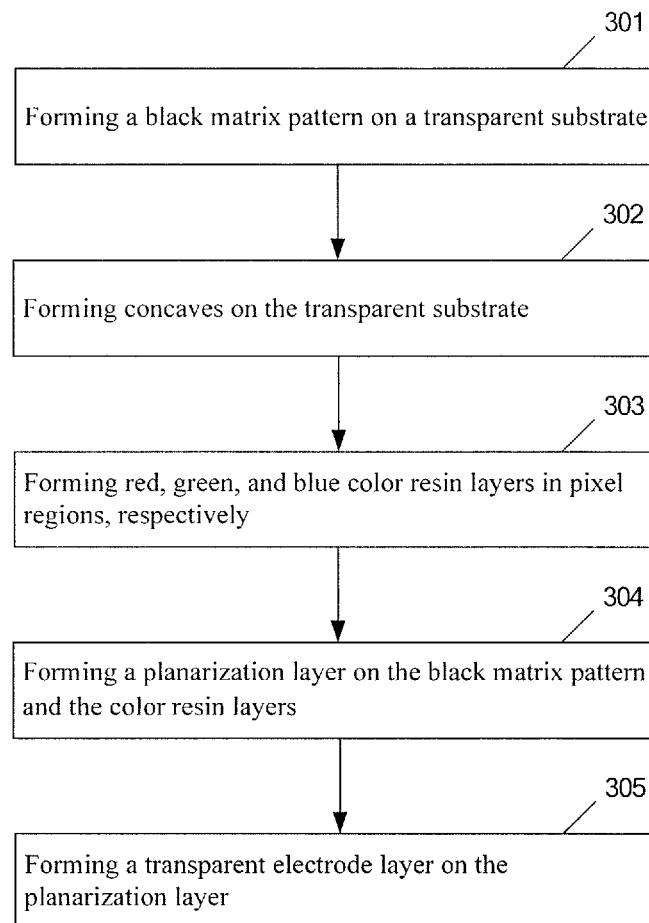 301
Forming a black matrix pattern on a transparent substrate
302
Forming concaves on the transparent substrate
303
Forming red, green, and blue color resin layers in pixel
regions, respectively
304
Forming a planarization layer on the black matrix pattern
and the color resin layers
305
Forming a transparent electrode layer on the
planarization layer